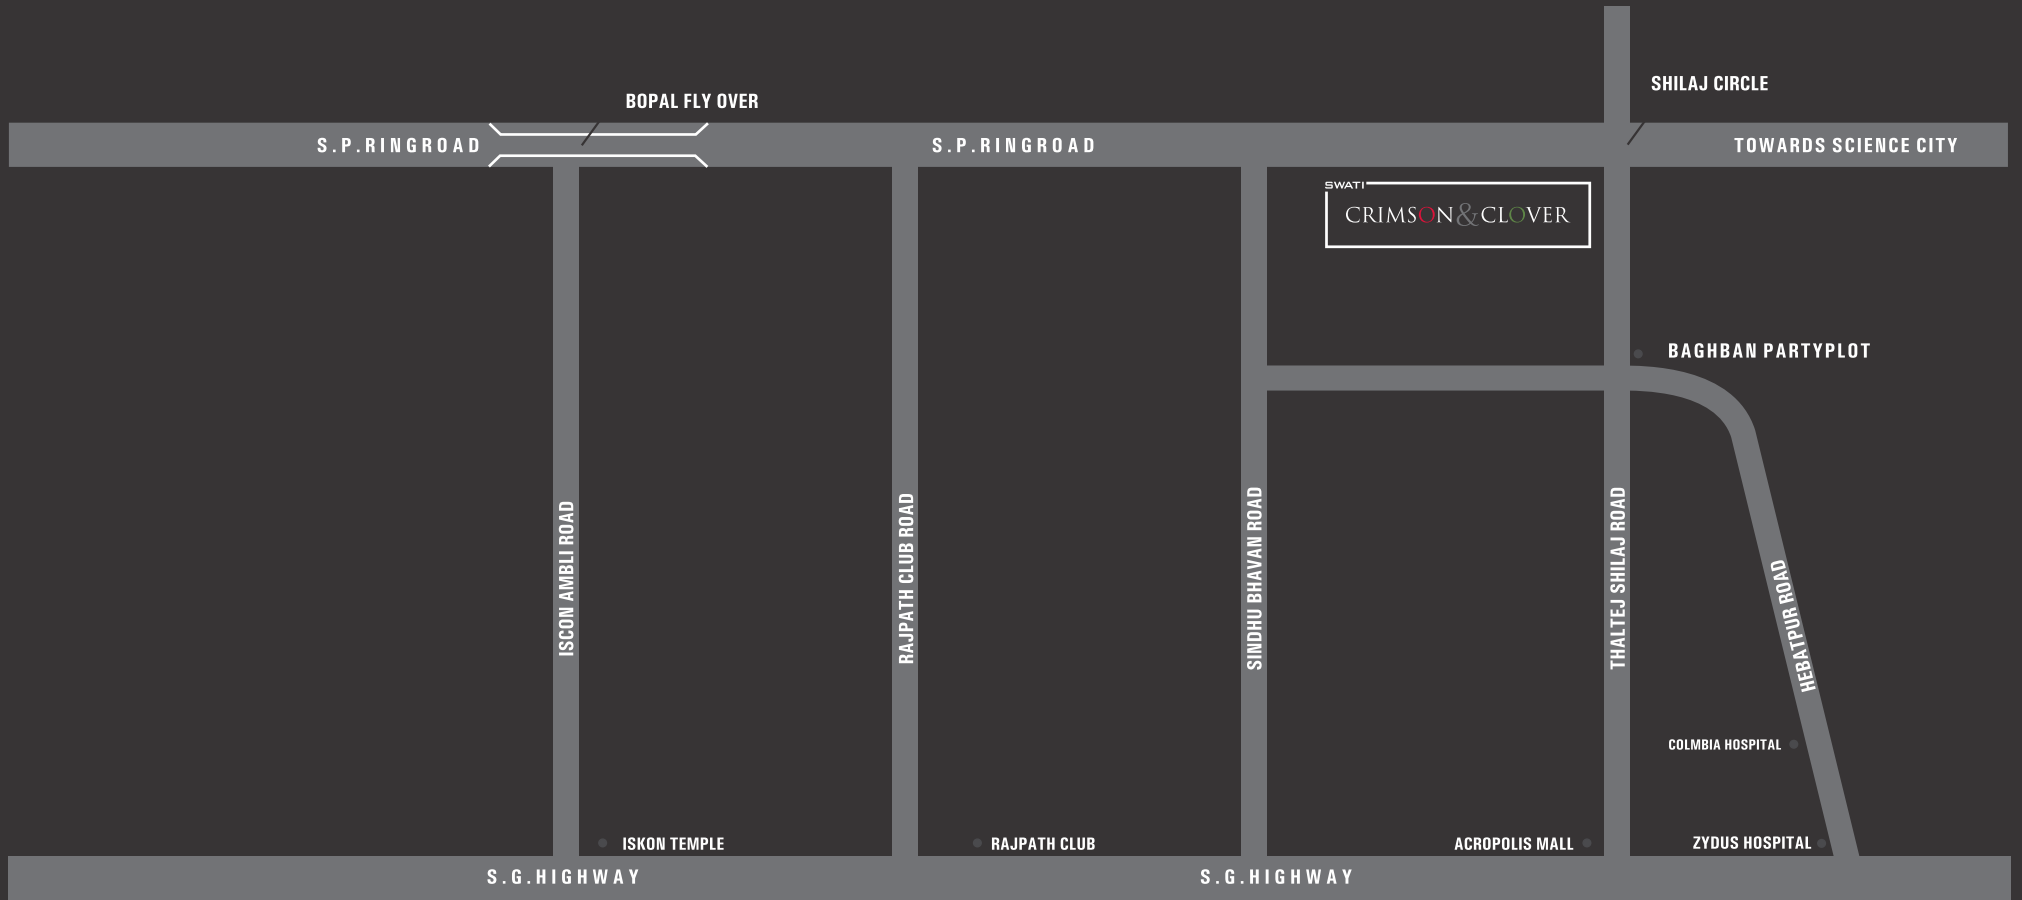 SHILAJ CIRCLE
BOPAL FLY OVER
S.P.RINGROAD
S.P.RINGROAD
TOWARDS SCIENCE CITY
SWATI
CRIMSON&CLOVER
BAGHBAN PARTYPLOT
ISCON AMBLI ROAD
RAJPATH CLUB ROAD
SINDHU BHAVAN ROAD
THALTEJ SHILAJ ROAD
HEBATPUR ROAD
COLMBIA HOSPITAL
ISKON TEMPLE
RAJPATH CLUB
ACROPOLIS MALL
ZYDUS HOSPITAL
S.G.HIGHWAY
S.G.HIGHWAY